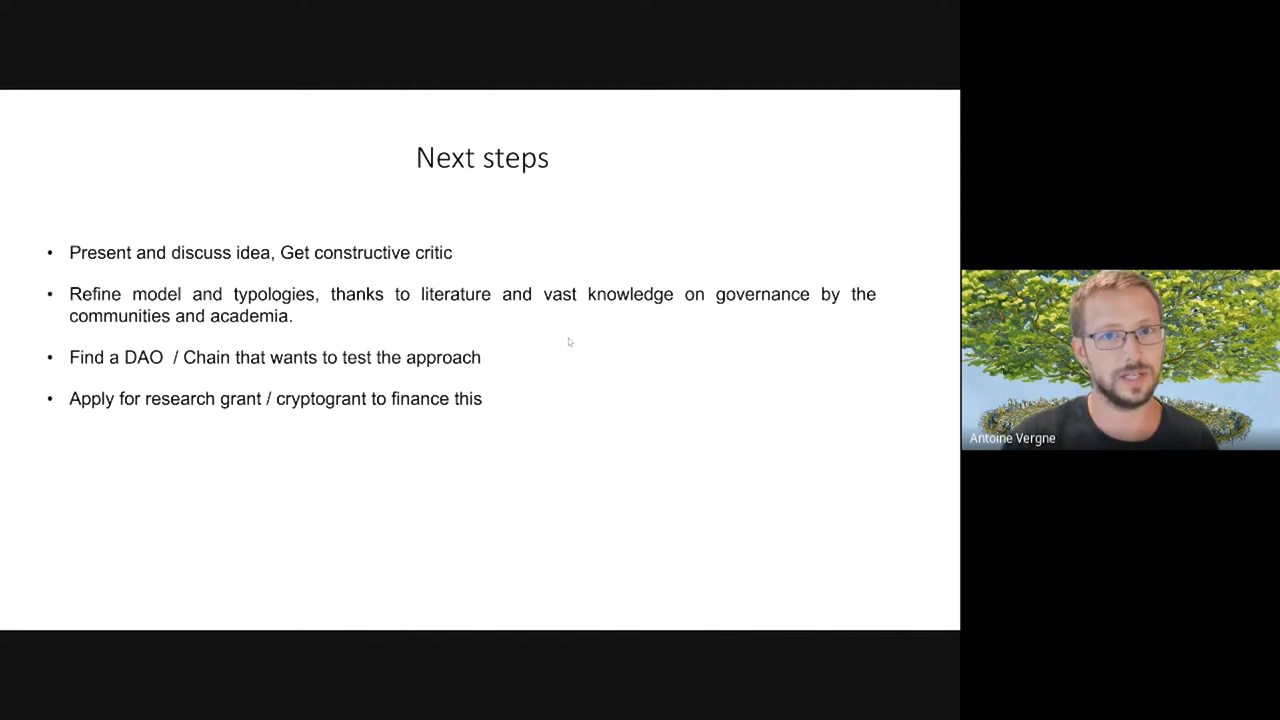 Next steps
• Present and discuss idea, Get constructive critic
• Refine model and typologies, thanks to literature and vast knowledge on governance by the
communities and academia.
• Find a DAO / Chain that wants to test the approach
• Apply for research grant / cryptogrant to finance this
Antoine Vergne